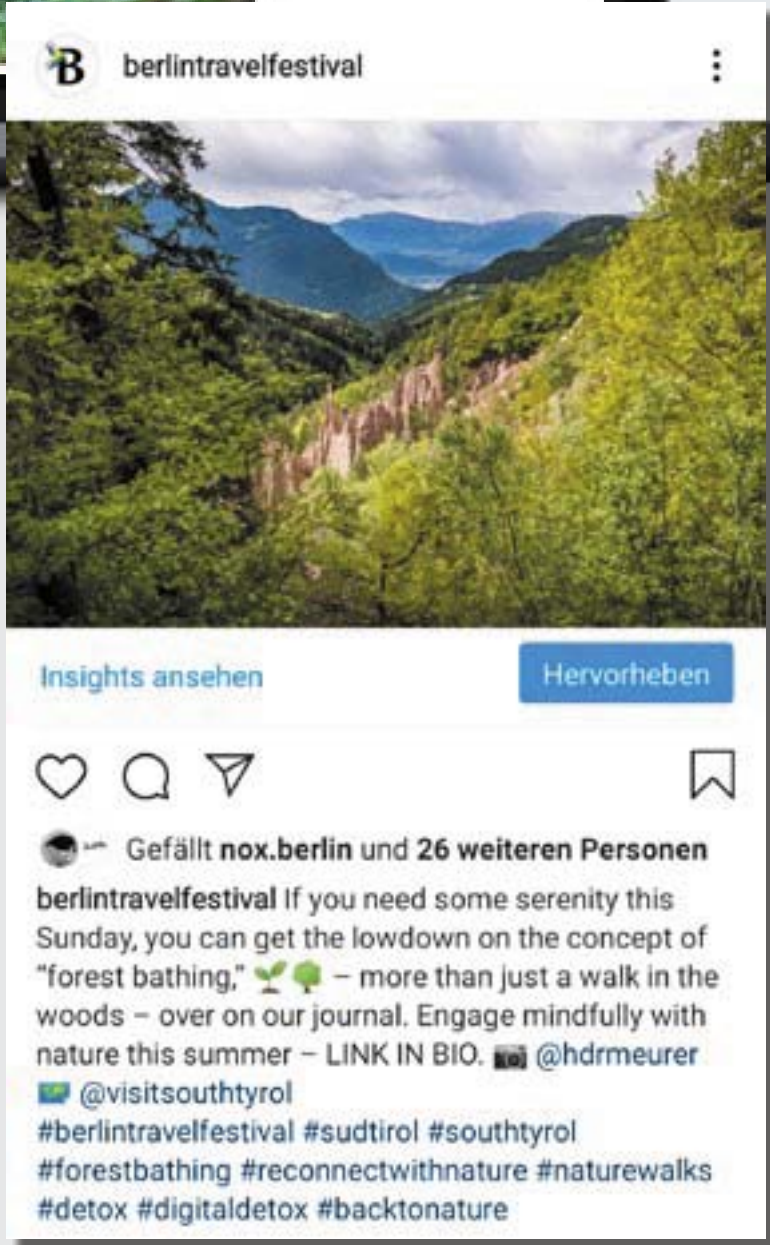 B berlintravelfestival
Insights ansehen Hervorheben
Gefällt nox.berlin und 26 weiteren Personen
berlintravelfestival If you need some serenity this
Sunday, you can get the lowdown on the concept of
"forest bathing," 🌱🌳 – more than just a walk in the
woods – over on our journal. Engage mindfully with
nature this summer – LINK IN BIO. 📷 @hdrmeurer
🗺️ @visitsouthtyrol
#berlintravelfestival #sudtirol #southtyrol
#forestbathing #reconnectwithnature #naturewalks
#detox #digitaldetox #backtonature